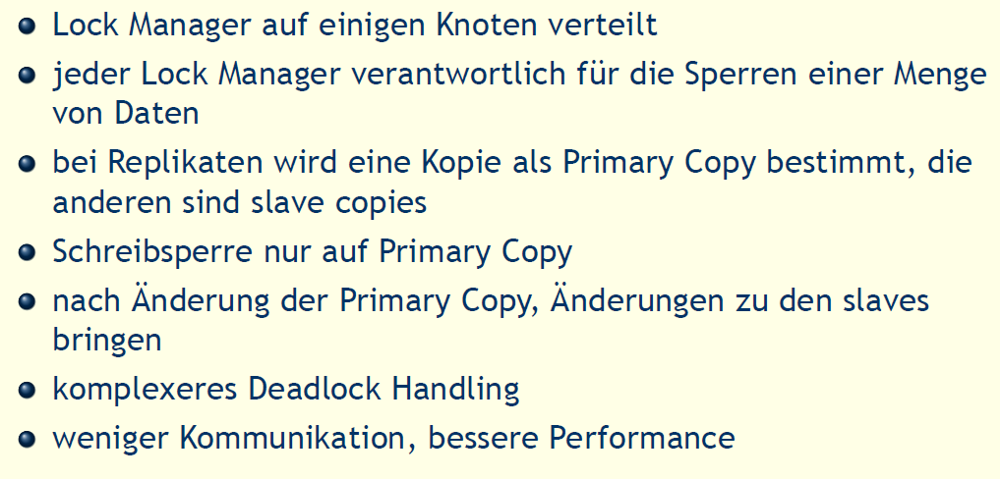 Lock Manager auf einigen Knoten verteilt
jeder Lock Manager verantwortlich für die Sperren einer Menge
von Daten
bei Replikaten wird eine Kopie als Primary Copy bestimmt, die
anderen sind slave copies
Schreibsperre nur auf Primary Copy
nach Änderung der Primary Copy, Änderungen zu den slaves
bringen
komplexeres Deadlock Handling
weniger Kommunikation, bessere Performance